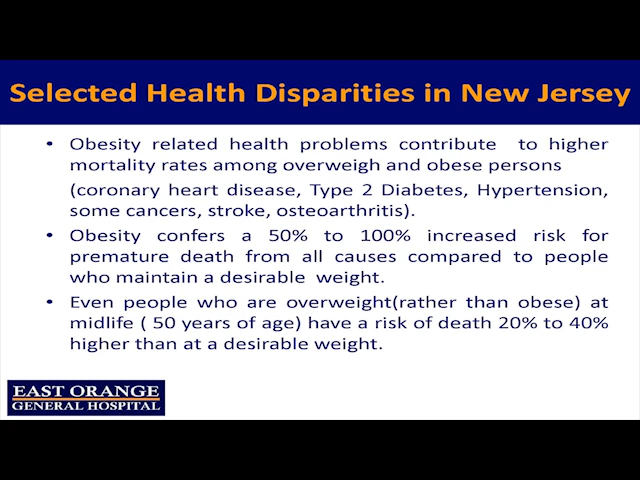 Selected Health Disparities in New Jersey
• Obesity related health problems contribute to higher
mortality rates among overweigh and obese persons
(coronary heart disease, Type 2 Diabetes, Hypertension,
some cancers, stroke, osteoarthritis).
• Obesity confers a 50% to 100% increased risk for
premature death from all causes compared to people
who maintain a desirable weight.
• Even people who are overweight(rather than obese) at
midlife ( 50 years of age) have a risk of death 20% to 40%
higher than at a desirable weight.
EAST ORANGE
GENERAL HOSPITAL